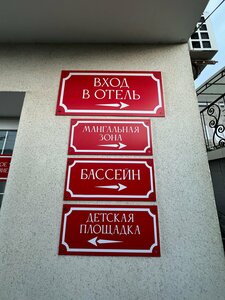 ВХОД
В ОТЕЛЬ
МАНГАЛЬНАЯ
ЗОНА
БАССЕЙН
ДЕТСКАЯ
ПЛОЩАДКА